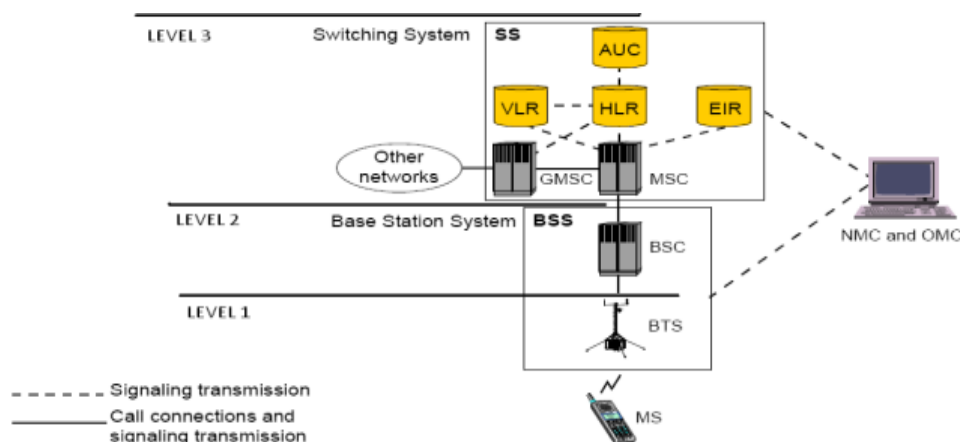 LEVEL 3
Switching System
SS
AUC
VLR
HLR
EIR
Other
networks
GMSC
MSC
LEVEL 2
Base Station System
BSS
NMC and OMC
BSC
LEVEL 1
BTS
MS
Signaling transmission
Call connections and
signaling transmission